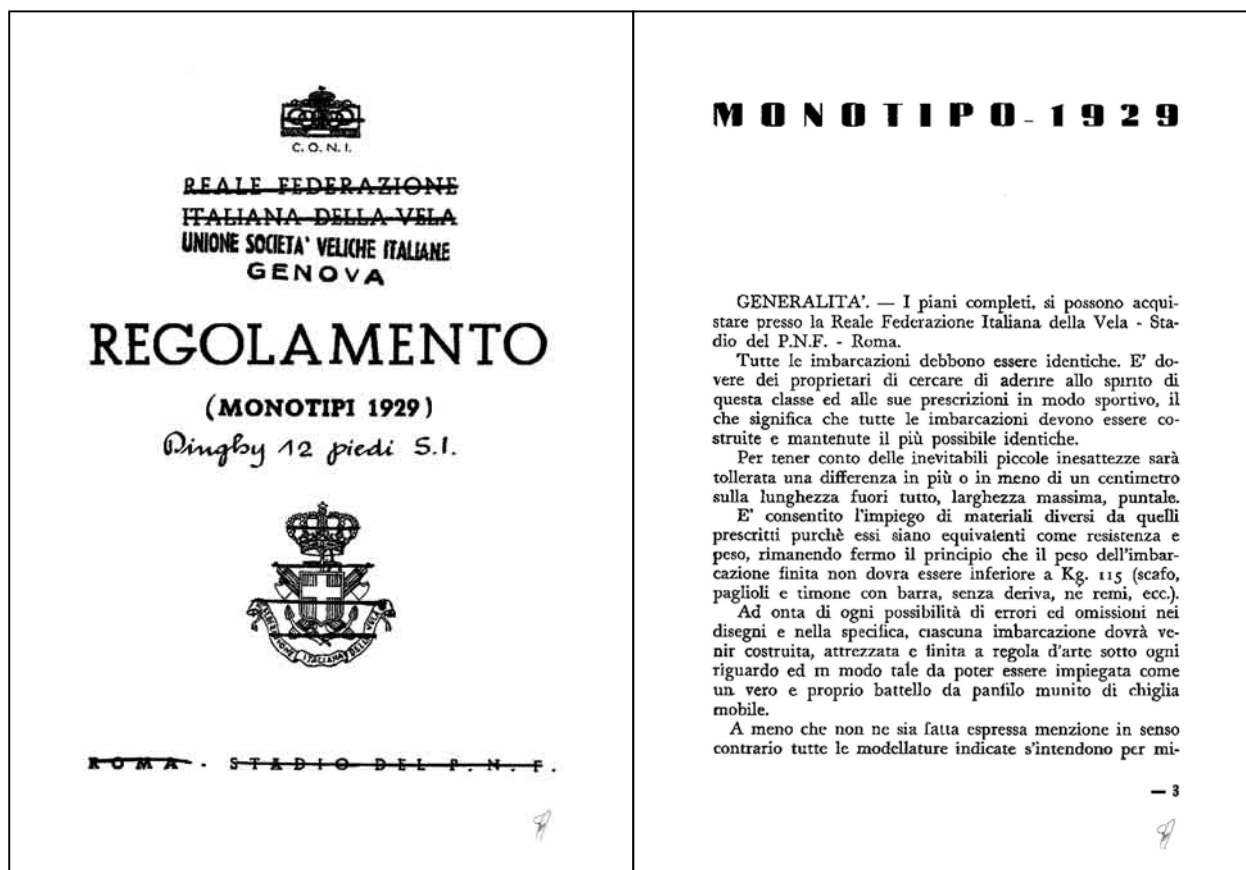 C. O. N. I.
REALE FEDERAZIONE
ITALIANA DELLA VELA
UNIONE SOCIETA' VELICHE ITALIANE
GENOVA
REGOLAMENTO
(MONOTIPI 1929)
Dinghy 12 piedi S.I.
FEDERAZIONE ITALIANA DELLA VELA
ROMA - STADIO DEL P. N. F.
MONOTIPO - 1929
GENERALITA'. — I piani completi, si possono acqui-
stare presso la Reale Federazione Italiana della Vela - Sta-
dio del P.N.F. - Roma.
Tutte le imbarcazioni debbono essere identiche. E' do-
vere dei proprietari di cercare di aderire allo spirito di
questa classe ed alle sue prescrizioni in modo sportivo, il
che significa che tutte le imbarcazioni devono essere co-
struite e mantenute il più possibile identiche.
Per tener conto delle inevitabili piccole inesattezze sarà
tollerata una differenza in più o in meno di un centimetro
sulla lunghezza fuori tutto, larghezza massima, puntale.
E' consentito l'impiego di materiali diversi da quelli
prescritti purchè essi siano equivalenti come resistenza e
peso, rimanendo fermo il principio che il peso dell'imbar-
cazione finita non dovra essere inferiore a Kg. 115 (scafo,
paglioli e timone con barra, senza deriva, nè remi, ecc.).
Ad onta di ogni possibilità di errori ed omissioni nei
disegni e nella specifica, ciascuna imbarcazione dovrà ve-
nir costruita, attrezzata e finita a regola d'arte sotto ogni
riguardo ed in modo tale da poter essere impiegata come
un vero e proprio battello da panfilo munito di chiglia
mobile.
A meno che non ne sia fatta espressa menzione in senso
contrario tutte le modellature indicate s'intendono per mi-
— 3